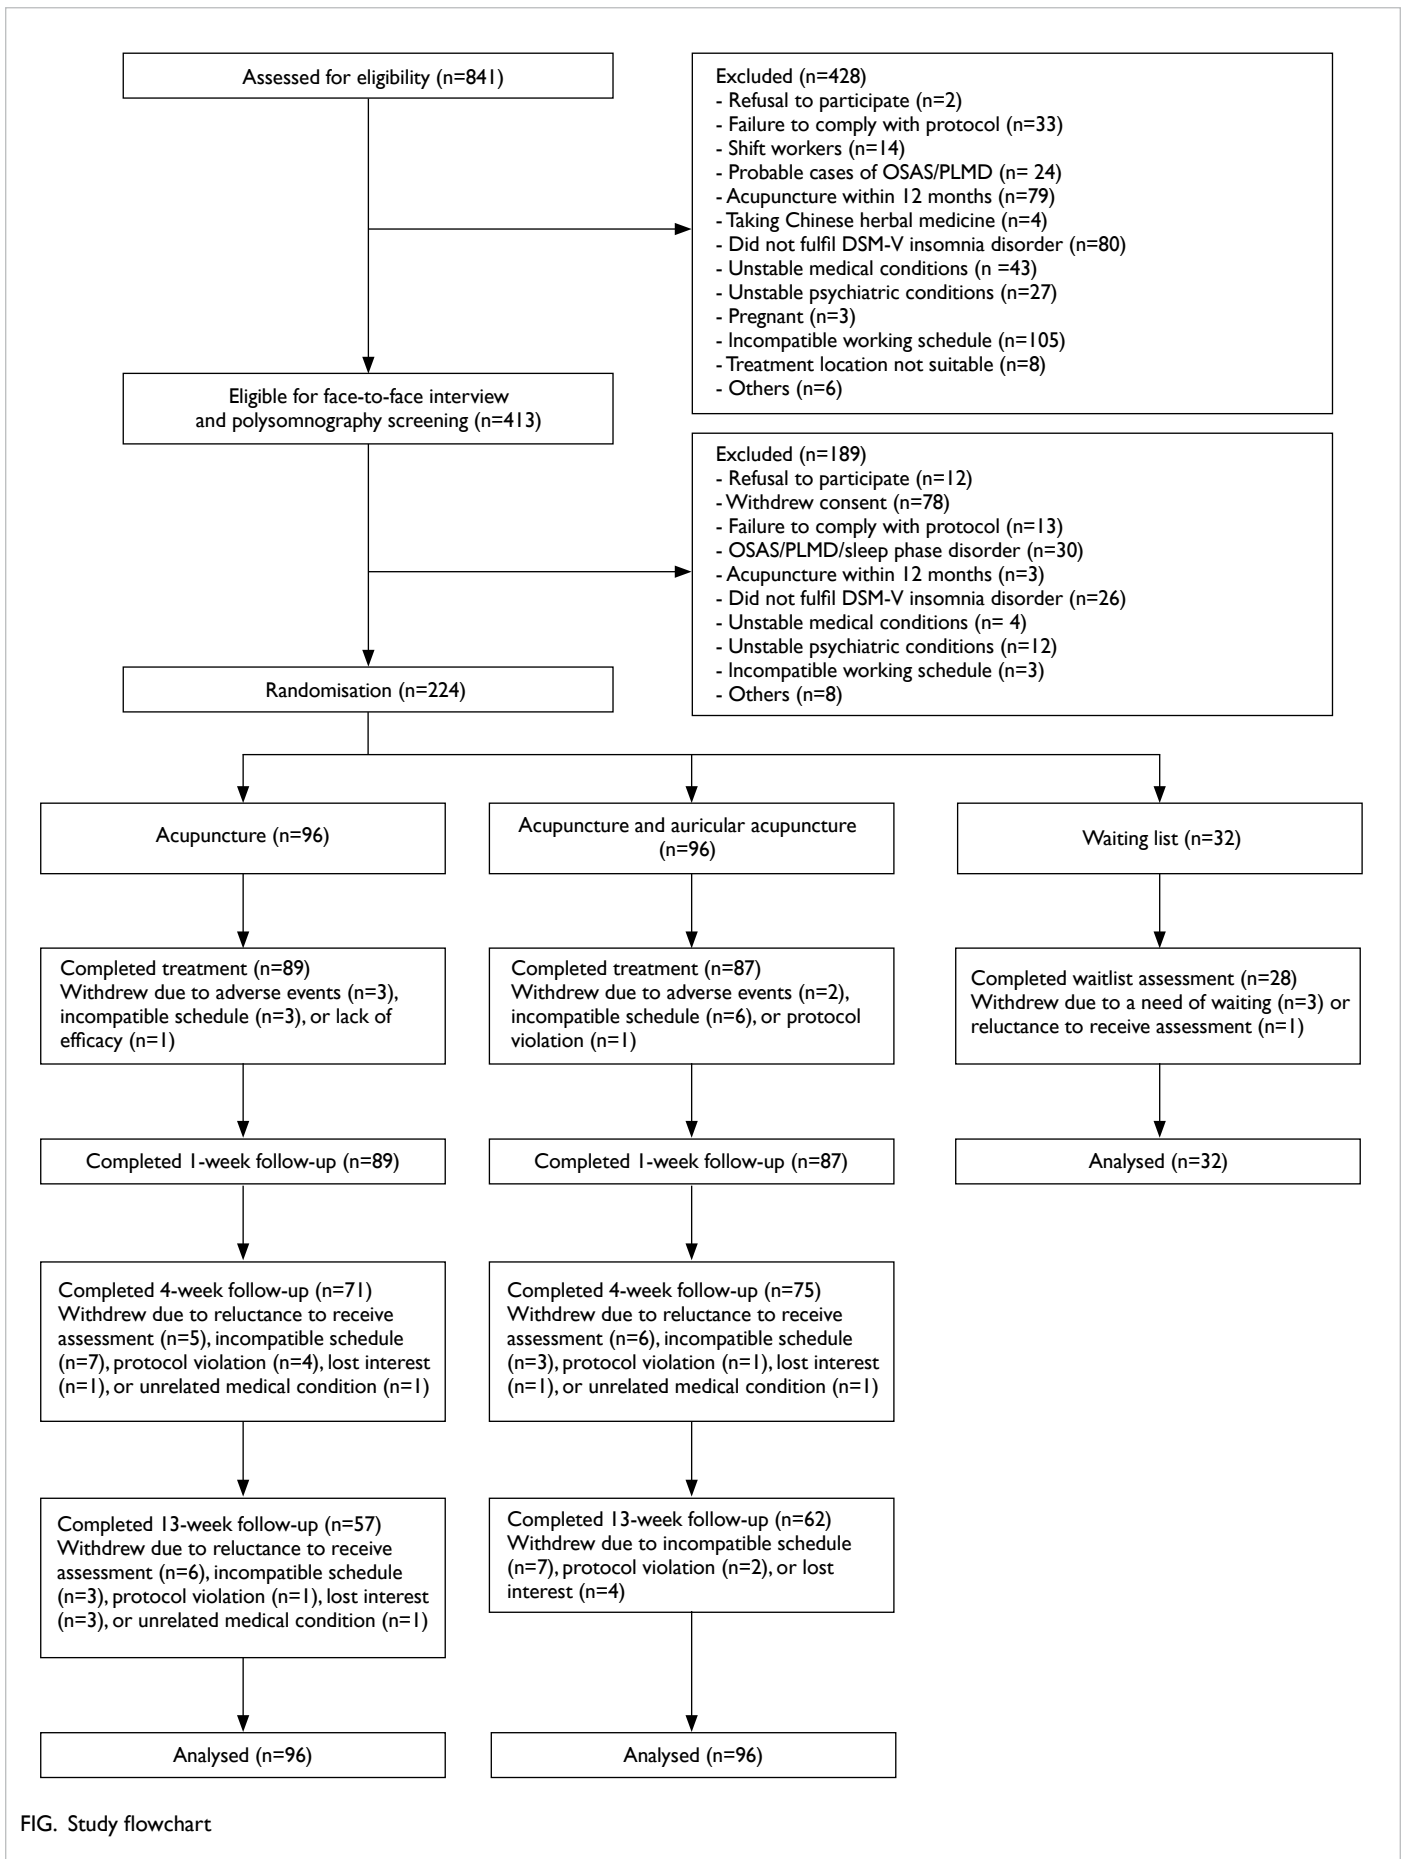 Assessed for eligibility (n=841)
Excluded (n=428)
- Refusal to participate (n=2)
- Failure to comply with protocol (n=33)
- Shift workers (n=14)
- Probable cases of OSAS/PLMD (n= 24)
- Acupuncture within 12 months (n=79)
- Taking Chinese herbal medicine (n=4)
- Did not fulfil DSM-V insomnia disorder (n=80)
- Unstable medical conditions (n =43)
- Unstable psychiatric conditions (n=27)
- Pregnant (n=3)
- Incompatible working schedule (n=105)
- Treatment location not suitable (n=8)
- Others (n=6)
Eligible for face-to-face interview
and polysomnography screening (n=413)
Excluded (n=189)
- Refusal to participate (n=12)
- Withdrew consent (n=78)
- Failure to comply with protocol (n=13)
- OSAS/PLMD/sleep phase disorder (n=30)
- Acupuncture within 12 months (n=3)
- Did not fulfil DSM-V insomnia disorder (n=26)
- Unstable medical conditions (n= 4)
- Unstable psychiatric conditions (n=12)
- Incompatible working schedule (n=3)
- Others (n=8)
Randomisation (n=224)
Acupuncture (n=96)
Acupuncture and auricular acupuncture
(n=96)
Waiting list (n=32)
Completed treatment (n=89)
Withdrew due to adverse events (n=3),
incompatible schedule (n=3), or lack of
efficacy (n=1)
Completed treatment (n=87)
Withdrew due to adverse events (n=2),
incompatible schedule (n=6), or protocol
violation (n=1)
Completed waitlist assessment (n=28)
Withdrew due to a need of waiting (n=3) or
reluctance to receive assessment (n=1)
Completed 1-week follow-up (n=89)
Completed 1-week follow-up (n=87)
Analysed (n=32)
Completed 4-week follow-up (n=71)
Withdrew due to reluctance to receive
assessment (n=5), incompatible schedule
(n=7), protocol violation (n=4), lost interest
(n=1), or unrelated medical condition (n=1)
Completed 4-week follow-up (n=75)
Withdrew due to reluctance to receive
assessment (n=6), incompatible schedule
(n=3), protocol violation (n=1), lost interest
(n=1), or unrelated medical condition (n=1)
Completed 13-week follow-up (n=57)
Withdrew due to reluctance to receive
assessment (n=6), incompatible schedule
(n=3), protocol violation (n=1), lost interest
(n=3), or unrelated medical condition (n=1)
Completed 13-week follow-up (n=62)
Withdrew due to incompatible schedule
(n=7), protocol violation (n=2), or lost
interest (n=4)
Analysed (n=96)
Analysed (n=96)
FIG. Study flowchart